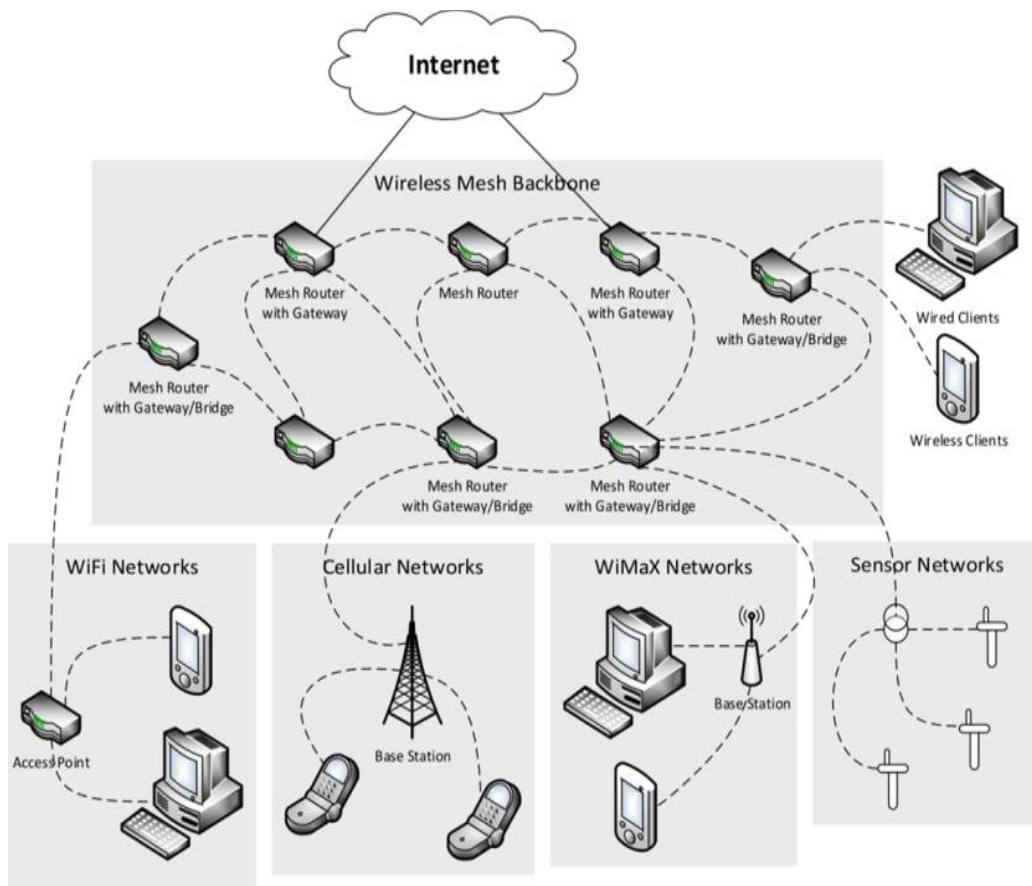 Internet
Wireless Mesh Backbone
Mesh Router
with Gateway
Mesh Router
Mesh Router
with Gateway
Mesh Router
with Gateway/Bridge
Wired Clients
Mesh Router
with Gateway/Bridge
Wireless Clients
Mesh Router
with Gateway/Bridge
Mesh Router
with Gateway/Bridge
WiFi Networks
Cellular Networks
WiMaX Networks
Sensor Networks
Access Point
Base Station
Base Station